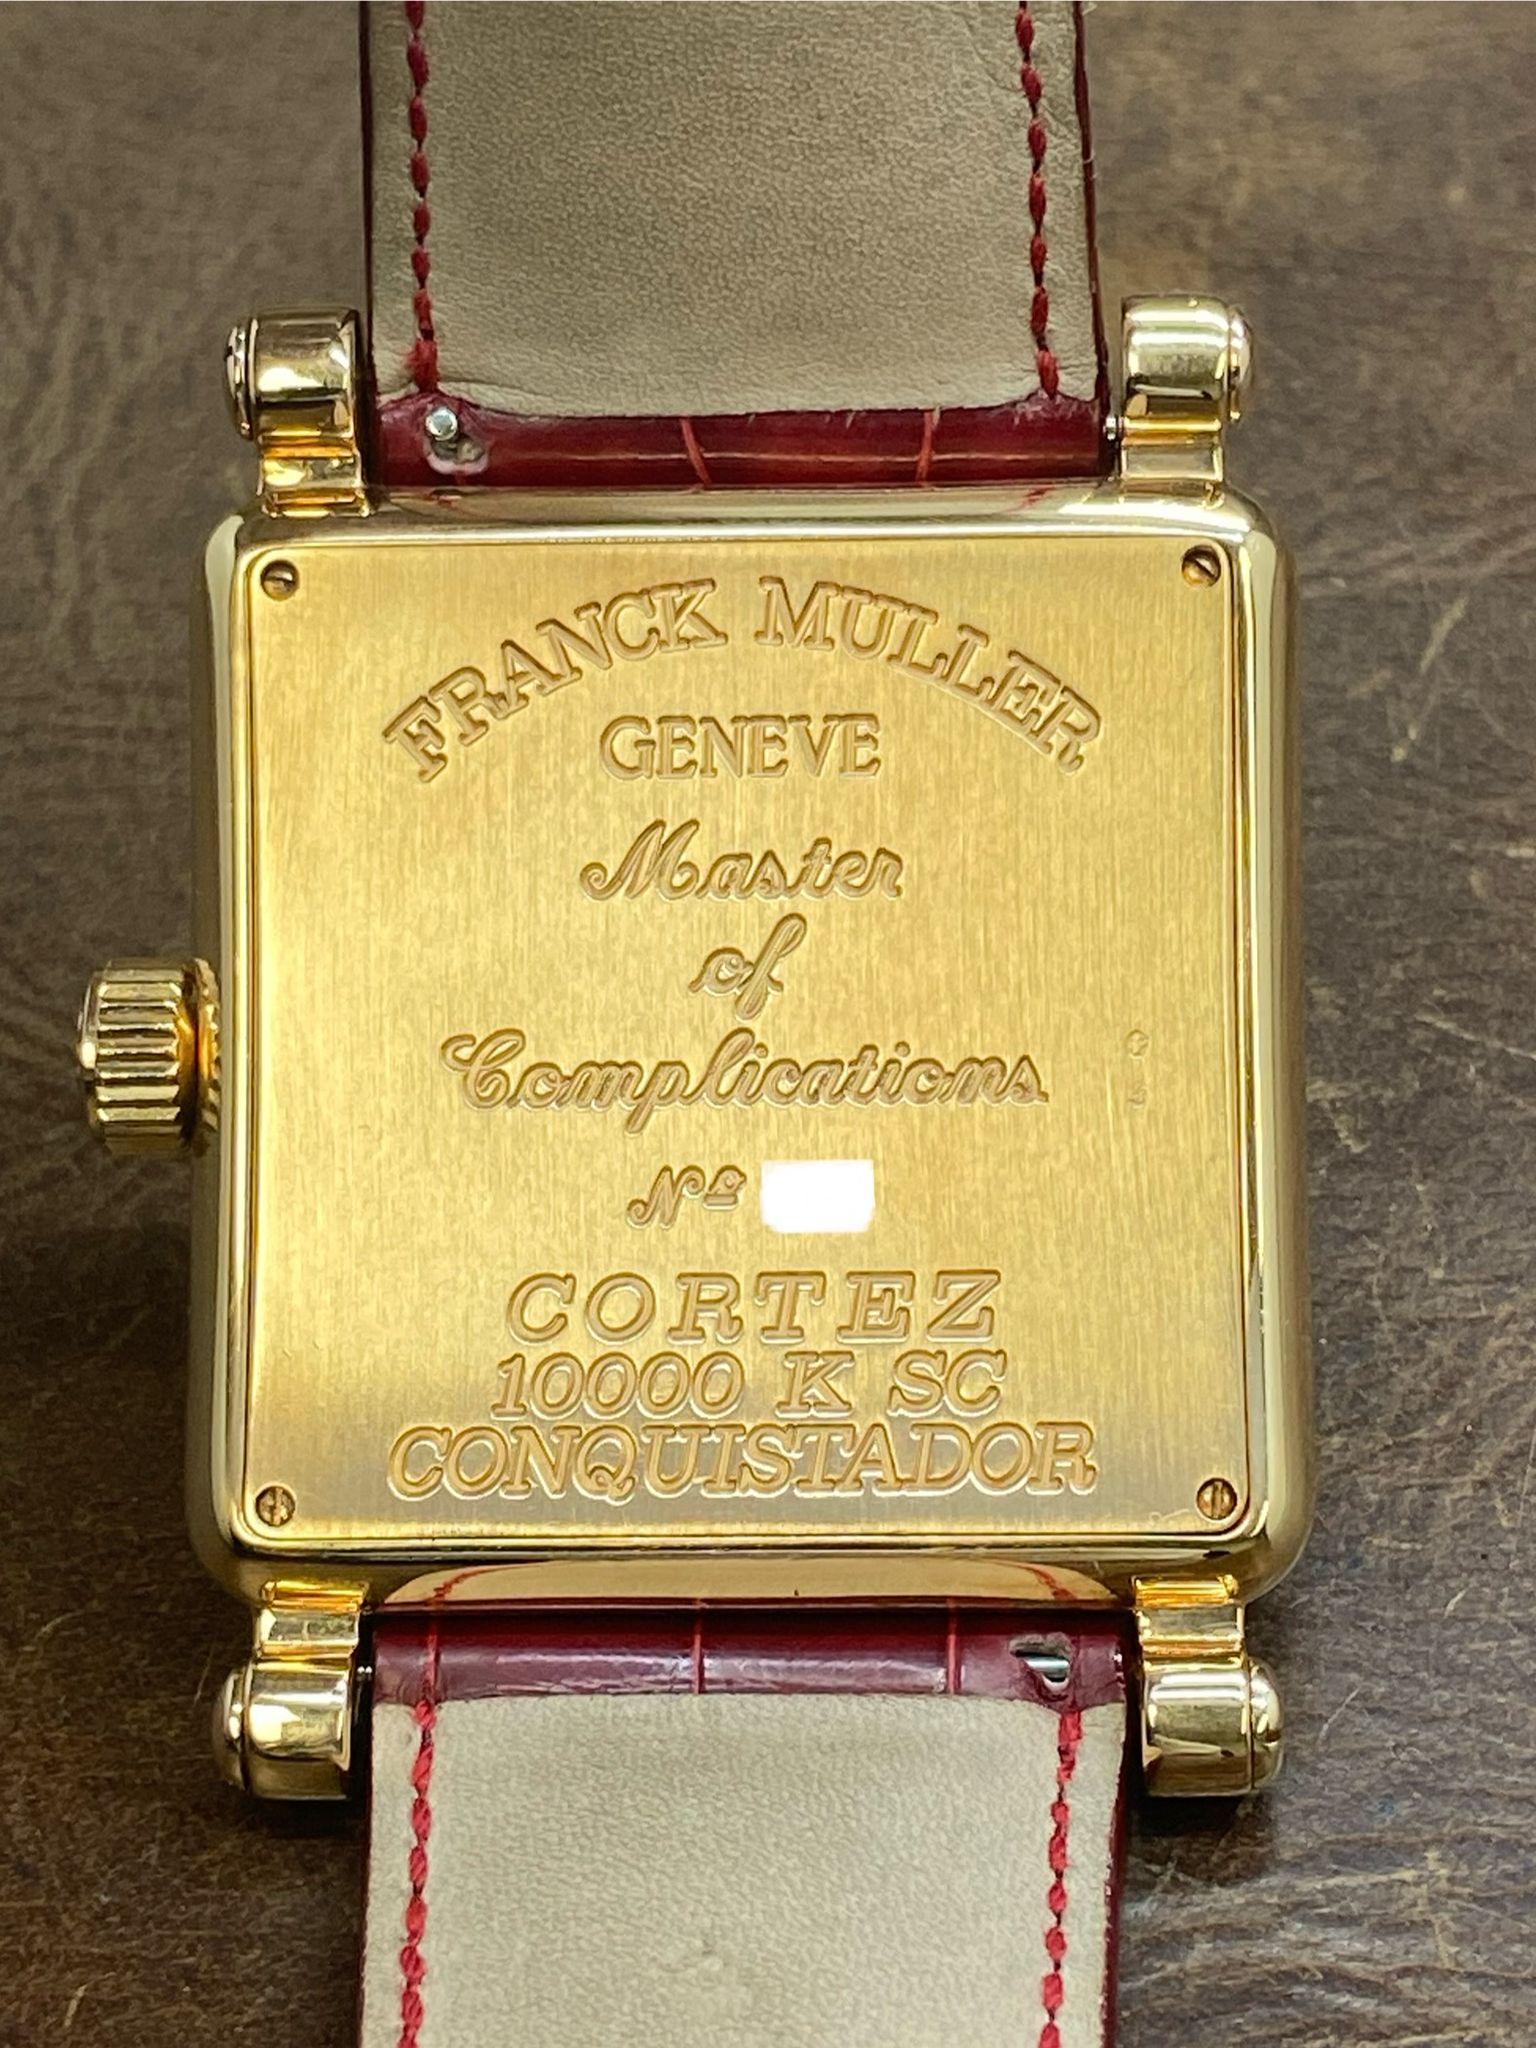 FRANCK MULLER
GENEVE
Master
of
Complications
Nº
CORTEZ
10000 K SC
CONQUISTADOR